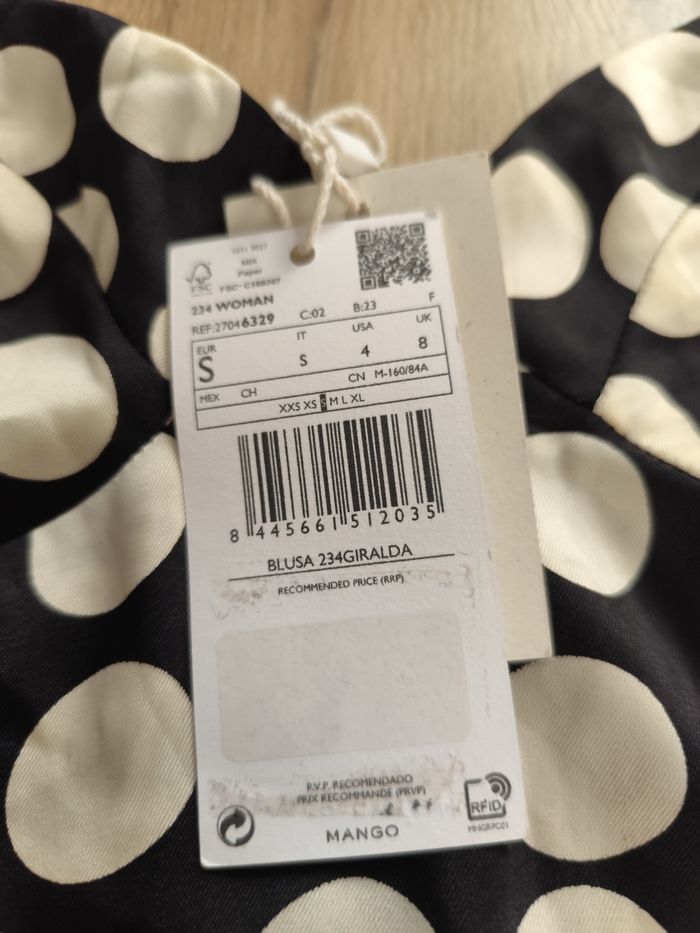 MIX
Paper
FSC
FSC® C160307
234 WOMAN
C:02
B:23
F
REF:27046329
EUR
IT
USA
UK
S
S
4
8
MEX
CH
CN M-160/84A
XXS XS S M L XL
8 445661 512035
BLUSA 234GIRALDA
RECOMMENDED PRICE (RRP)
P.V.P. RECOMENDADO
PRIX RECOMMANDÉ (PRVP)
MANGO
RFID
MNGRPC01